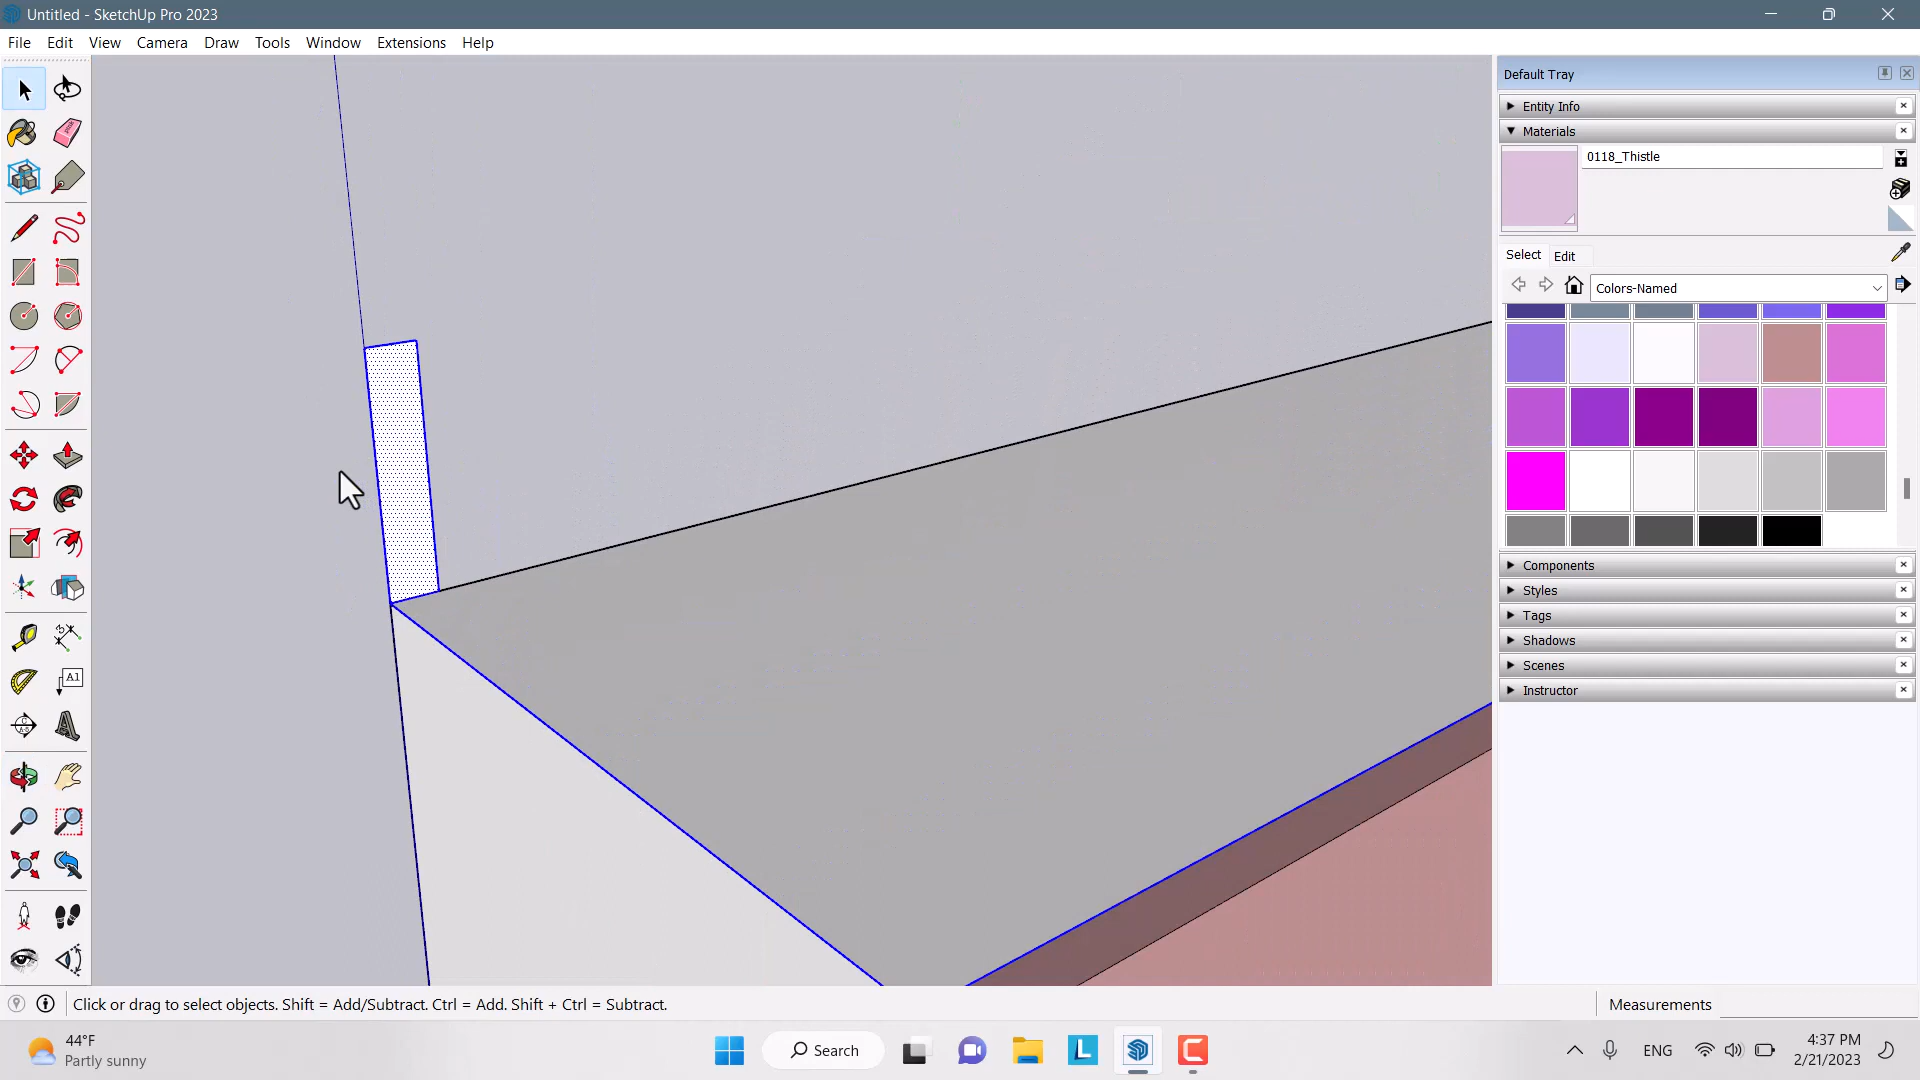 Untitled - SketchUp Pro 2023
File Edit View Camera Draw Tools Window Extensions Help
Default Tray
Entity Info
Materials
0118_Thistle
Select Edit
Colors-Named
Components
Styles
Tags
Shadows
Scenes
Instructor
A1
Click or drag to select objects. Shift = Add/Subtract. Ctrl = Add. Shift + Ctrl = Subtract.
Measurements
44°F
Partly sunny
Search
ENG
4:37 PM
2/21/2023